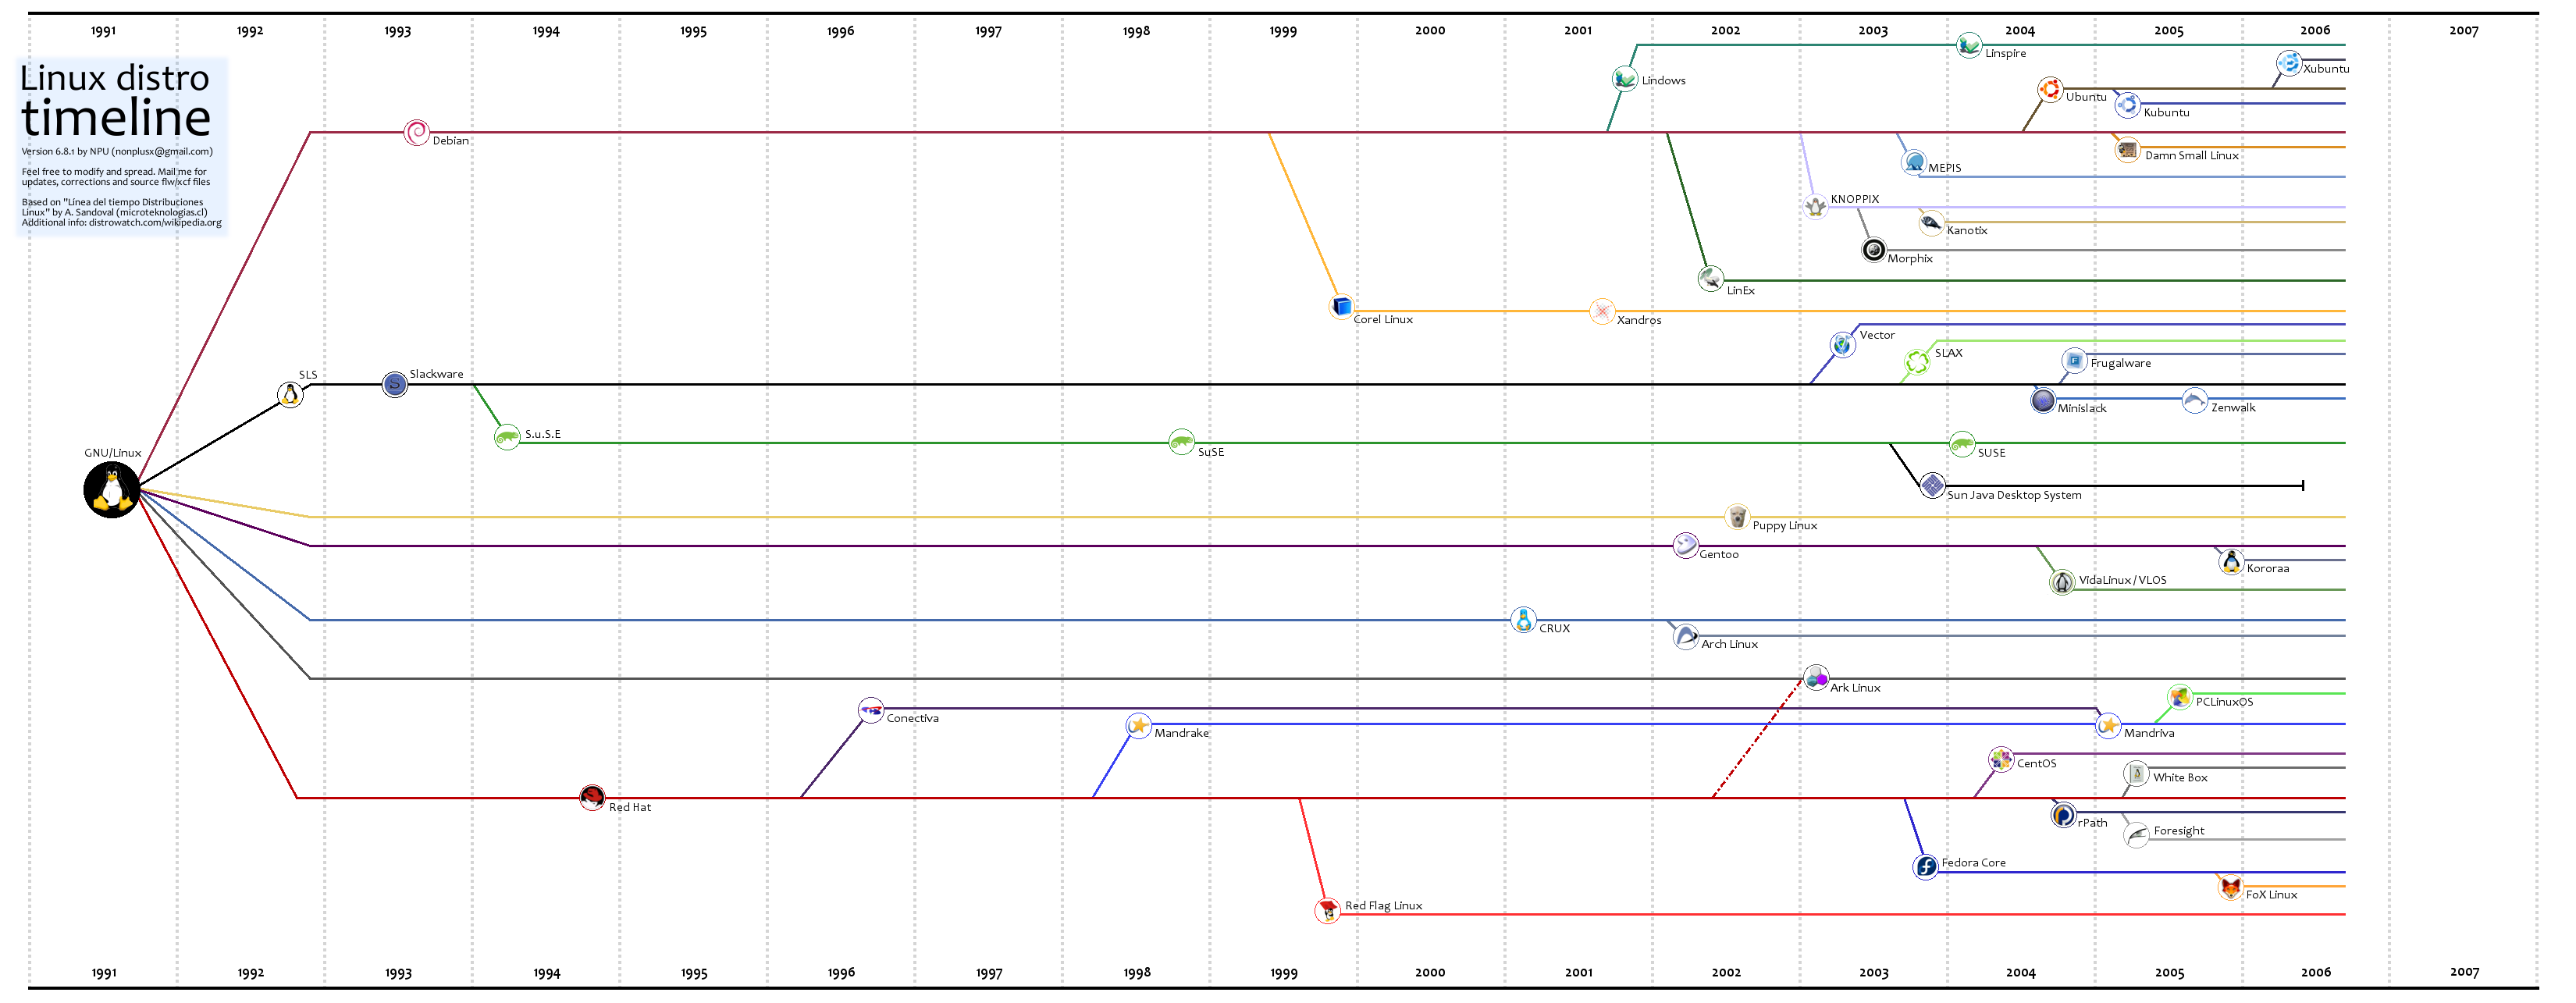 1991 1992 1993 1994 1995 1996 1997 1998 1999 2000 2001 2002 2003 2004 2005 2006 2007
Linux distro
timeline
Version 6.8.1 by NPU (nonplusx@gmail.com)
Feel free to modify and spread. Mail me for
updates, corrections and source flw/xcf files
Based on "Línea del tiempo Distribuciones
Linux" by A. Sandoval (microteknologias.cl)
Additional info: distrowatch.com/wikipedia.org
Linspire
Xubuntu
Lindows
Ubuntu
Kubuntu
Debian
Damn Small Linux
MEPIS
KNOPPIX
Kanotix
Morphix
LinEx
Corel Linux
Xandros
Vector
SLAX
Frugalware
SLS
Slackware
S
Minislack
Zenwalk
S.u.S.E
SuSE
SUSE
GNU/Linux
Sun Java Desktop System
Puppy Linux
Gentoo
Kororaa
VidaLinux/VLOS
CRUX
Arch Linux
Ark Linux
PCLinuxOS
Conectiva
Mandrake
Mandriva
CentOS
White Box
Red Hat
rPath
Foresight
Fedora Core
FoX Linux
Red Flag Linux
1991 1992 1993 1994 1995 1996 1997 1998 1999 2000 2001 2002 2003 2004 2005 2006 2007